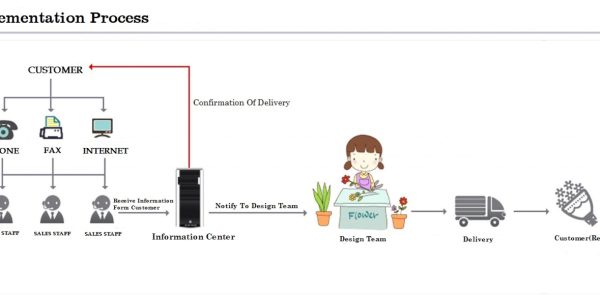 ementation Process
CUSTOMER
Confirmation Of Delivery
ONE
FAX
INTERNET
Receive Information
Form Customer
Notify To Design Team
Flower
STAFF
SALES STAFF
SALES STAFF
Information Center
Design Team
Delivery
Customer(Re